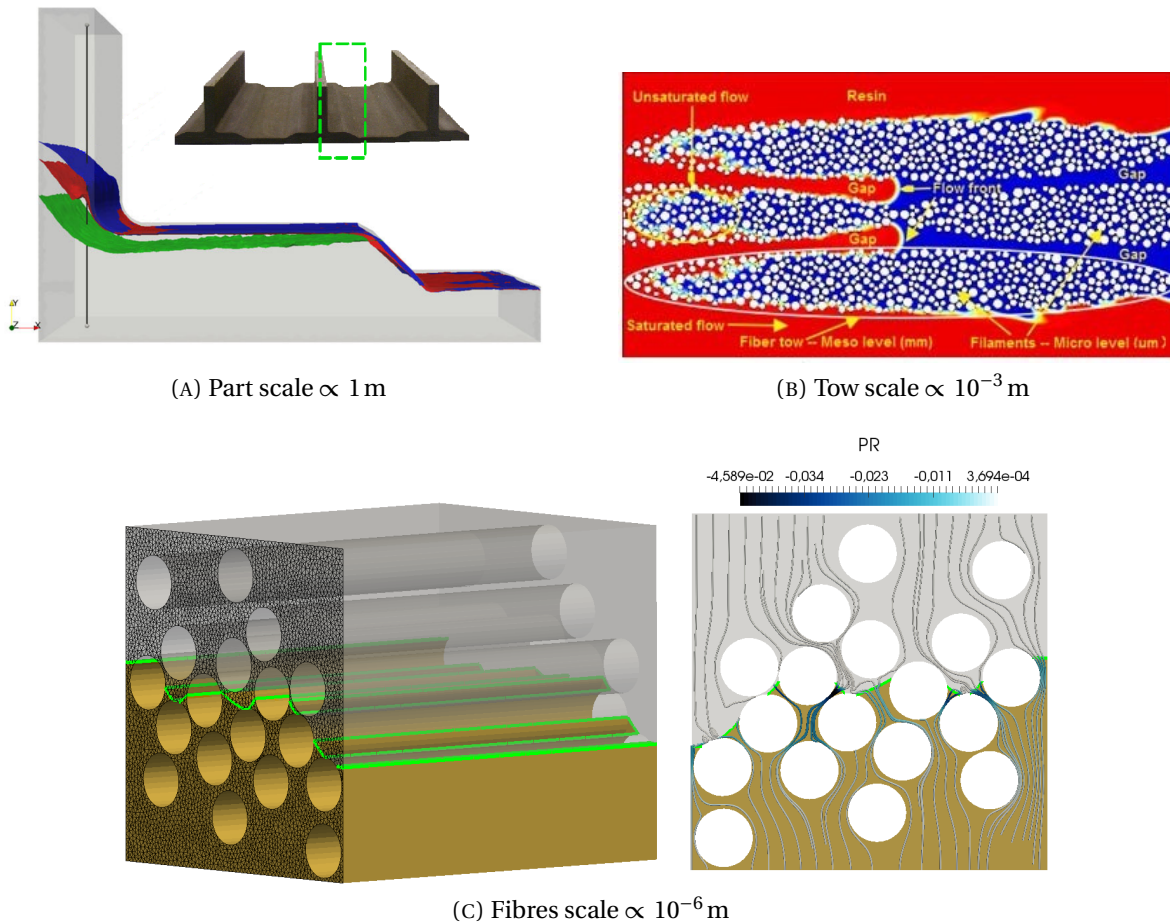 Y
Z
X
(A) Part scale ∝ 1 m
Unsaturated flow
Resin
Gap
Flow front
Gap
Gap
Gap
Saturated flow
Fiber tow -- Meso level (mm)
Filaments -- Micro level (um)
(B) Tow scale ∝ 10⁻³ m
PR
-4,589e-02 -0,034 -0,023 -0,011 3,694e-04
(C) Fibres scale ∝ 10⁻⁶ m